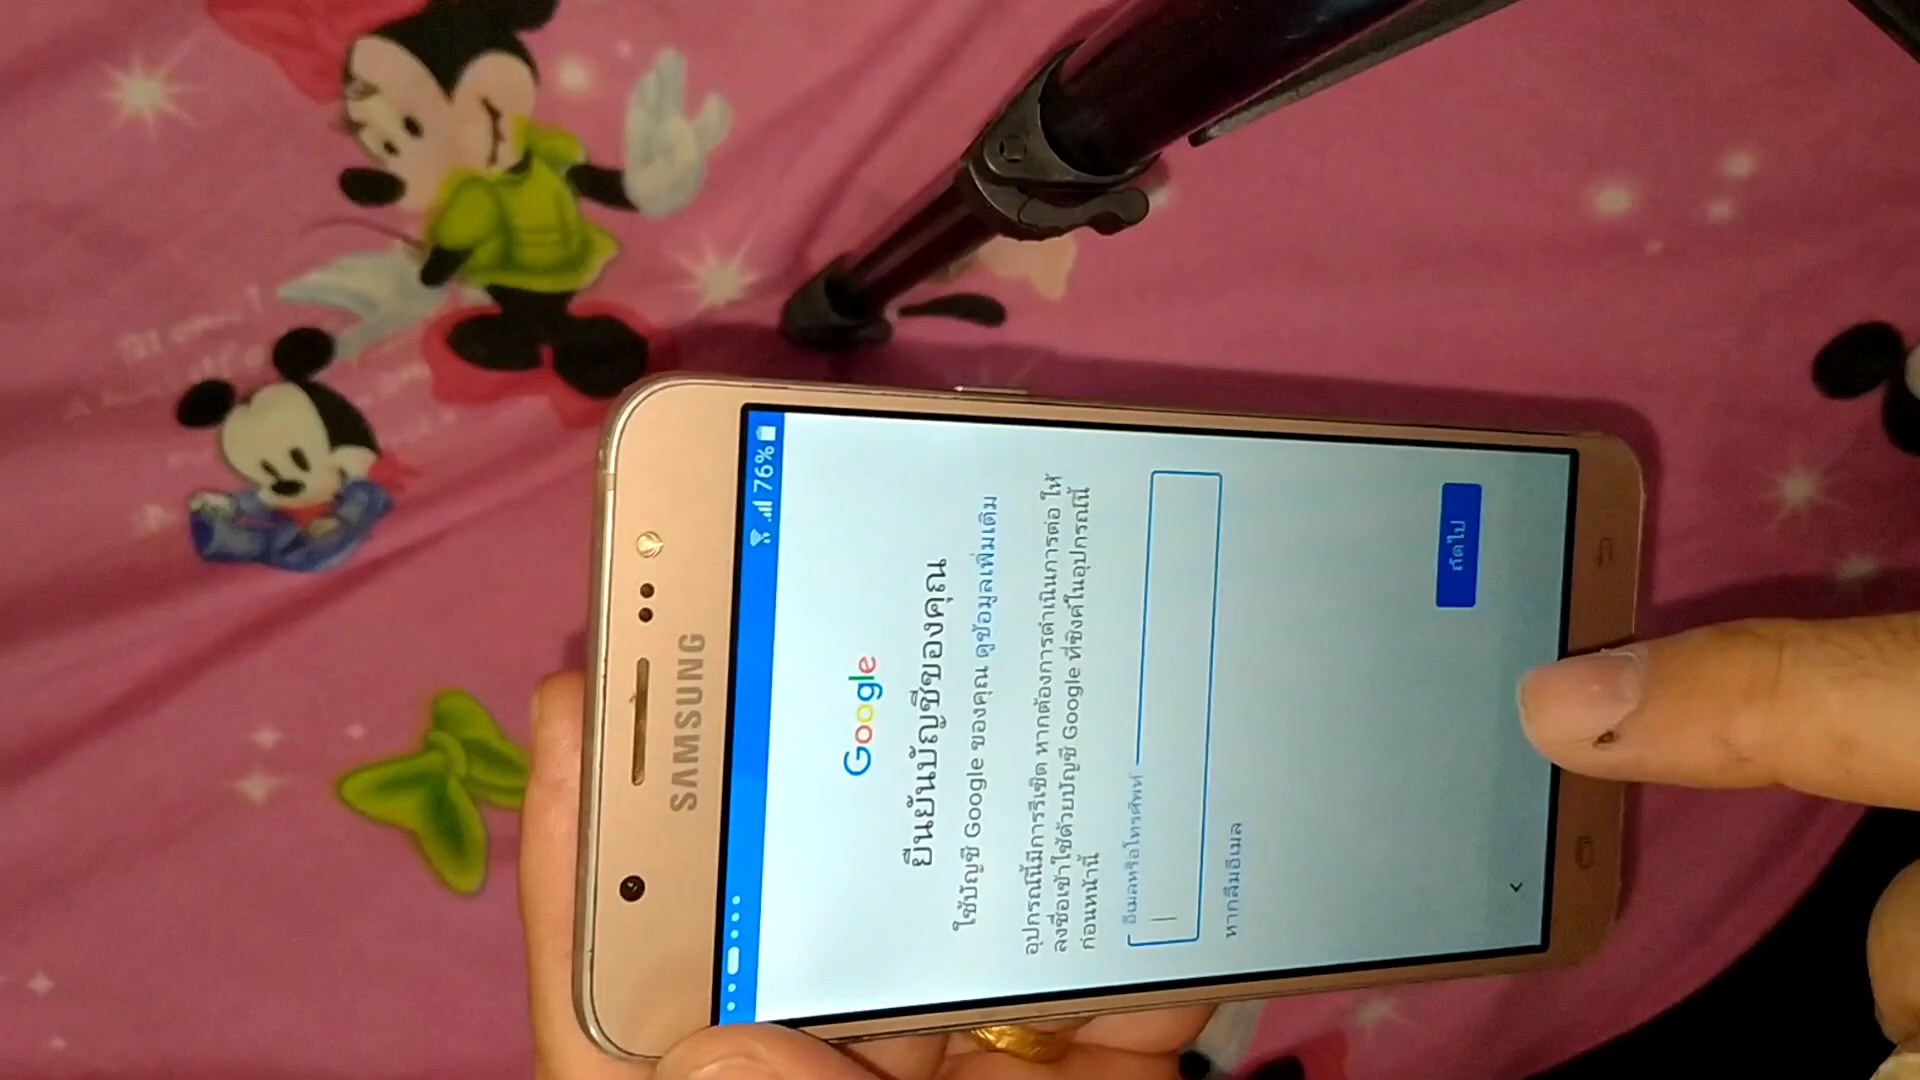 SAMSUNG
76%
Google
ยืนยันบัญชีของคุณ
ใช้บัญชี Google ของคุณ ดูข้อมูลเพิ่มเติม
อุปกรณ์นี้มีการรีเซ็ต หากต้องการดำเนินการต่อ ให้
ลงชื่อเข้าใช้ด้วยบัญชี Google ที่ซิงค์ในอุปกรณ์นี้
ก่อนหน้านี้
อีเมลหรือโทรศัพท์
หากลืมอีเมล
ถัดไป